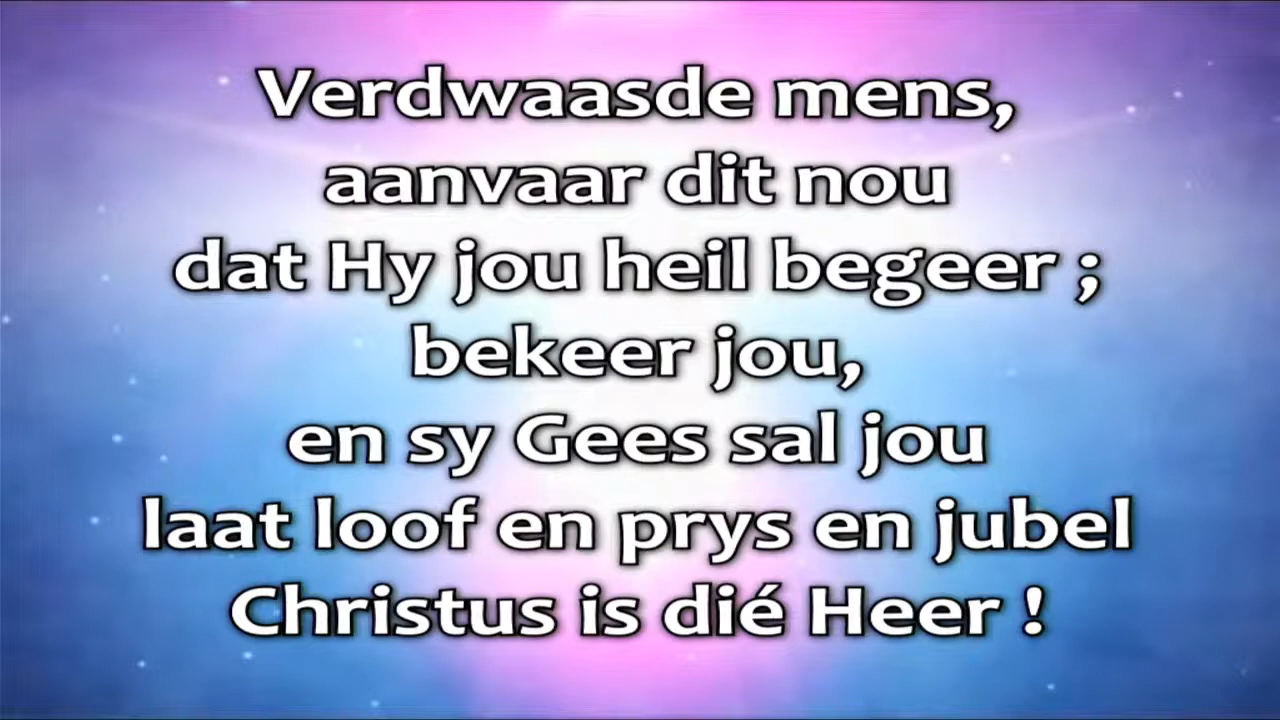 Verdwaasde mens,
aanvaar dit nou
dat Hy jou heil begeer ;
bekeer jou,
en sy Gees sal jou
laat loof en prys en jubel
Christus is dié Heer !